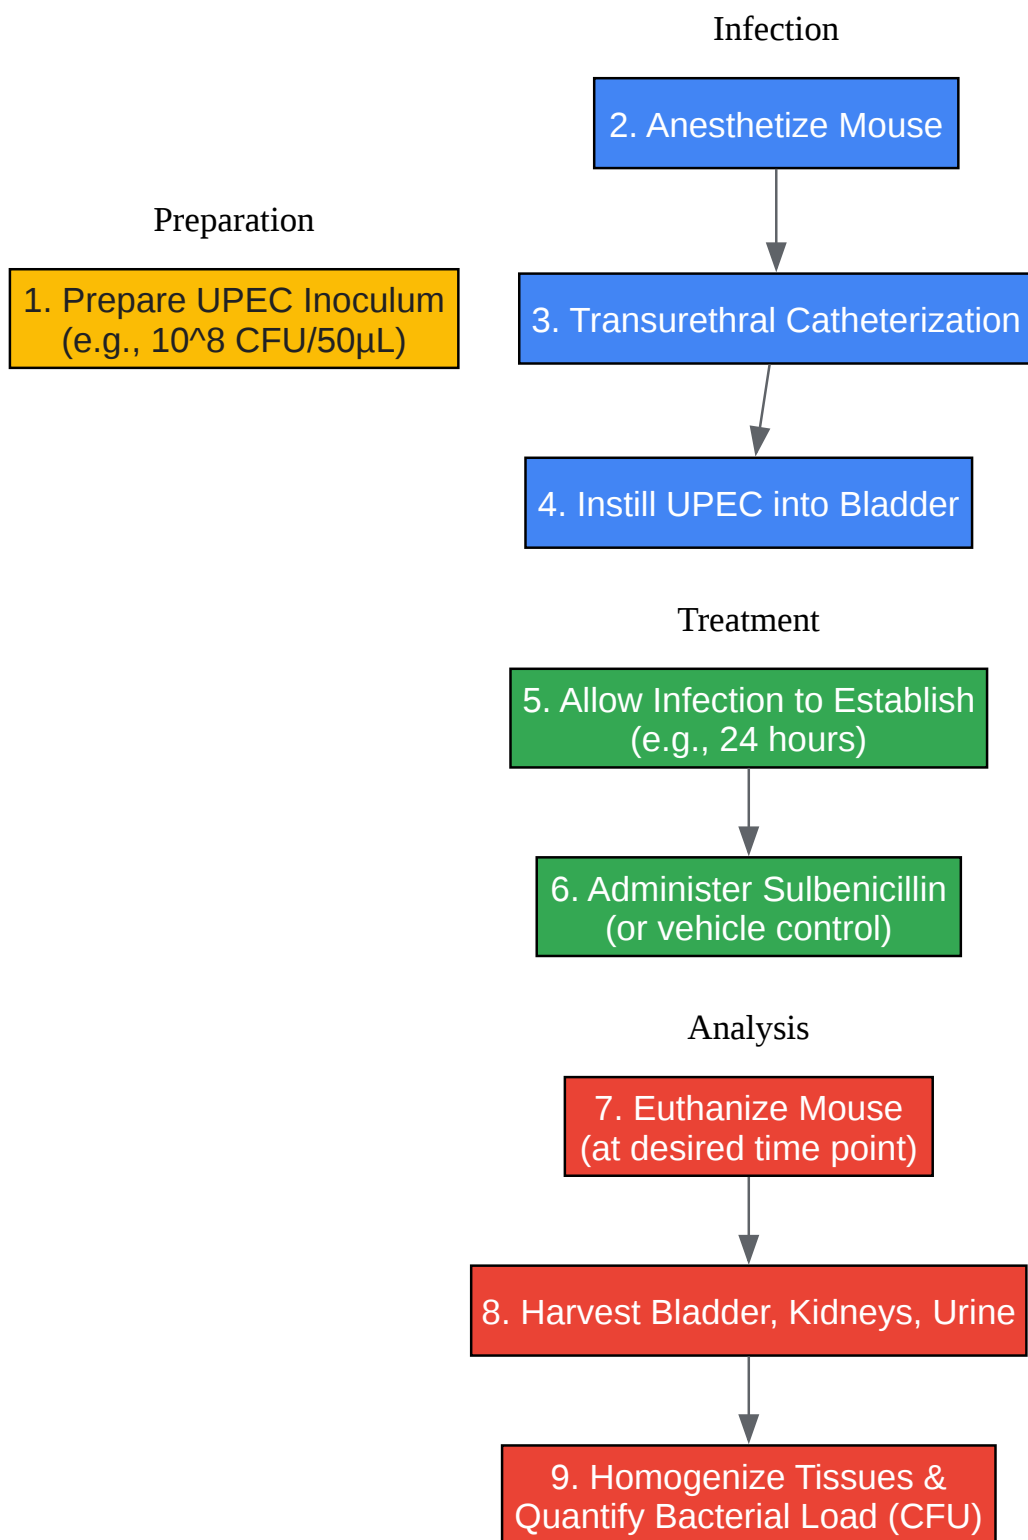 Preparation
1. Prepare UPEC Inoculum
(e.g., 10^8 CFU/50µL)
Infection
2. Anesthetize Mouse
3. Transurethral Catheterization
4. Instill UPEC into Bladder
Treatment
5. Allow Infection to Establish
(e.g., 24 hours)
6. Administer Sulbenicillin
(or vehicle control)
Analysis
7. Euthanize Mouse
(at desired time point)
8. Harvest Bladder, Kidneys, Urine
9. Homogenize Tissues &
Quantify Bacterial Load (CFU)